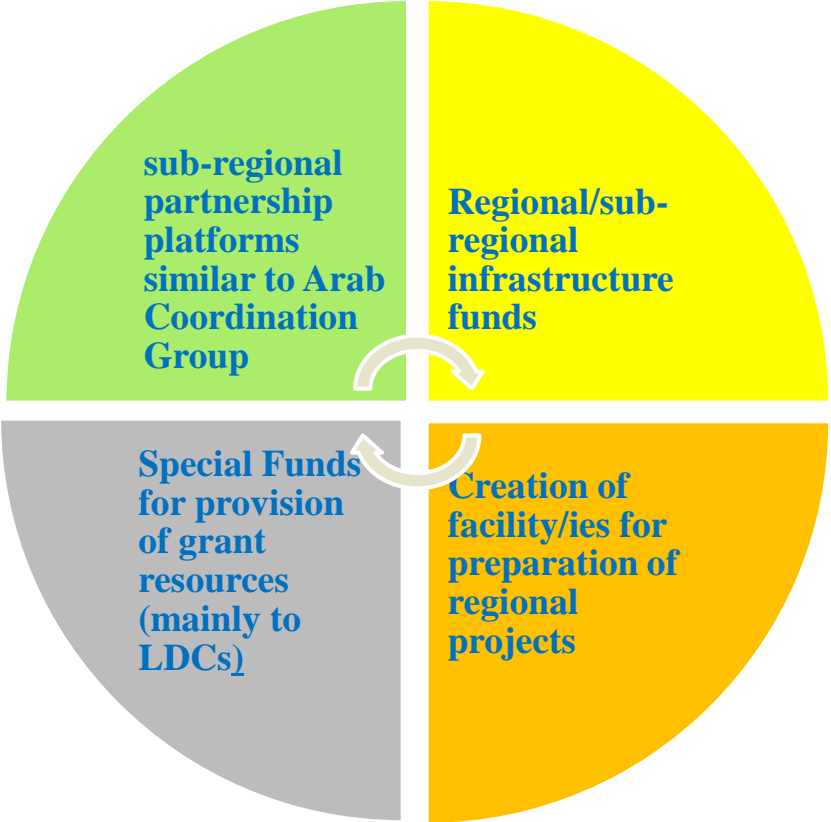 sub-regional
partnership
platforms
similar to Arab
Coordination
Group
Regional/sub-
regional
infrastructure
funds
Special Funds
for provision
of grant
resources
(mainly to
LDCs)
Creation of
facility/ies for
preparation of
regional
projects